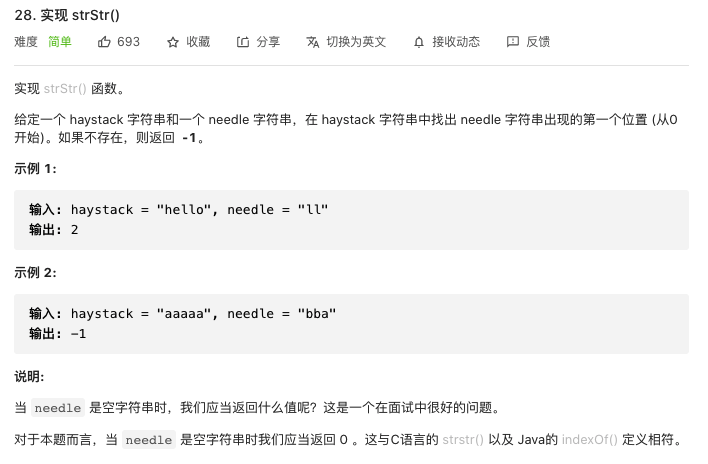 28. 实现 strStr()
难度 简单 693 收藏 分享 切换为英文 接收动态 反馈
实现 strStr() 函数。
给定一个 haystack 字符串和一个 needle 字符串，在 haystack 字符串中找出 needle 字符串出现的第一个位置 (从0
开始)。如果不存在，则返回 -1。
示例 1:
输入: haystack = "hello", needle = "ll"
输出: 2
示例 2:
输入: haystack = "aaaaa", needle = "bba"
输出: -1
说明:
当 needle 是空字符串时，我们应当返回什么值呢？这是一个在面试中很好的问题。
对于本题而言，当 needle 是空字符串时我们应当返回 0 。这与C语言的 strstr() 以及 Java的 indexOf() 定义相符。